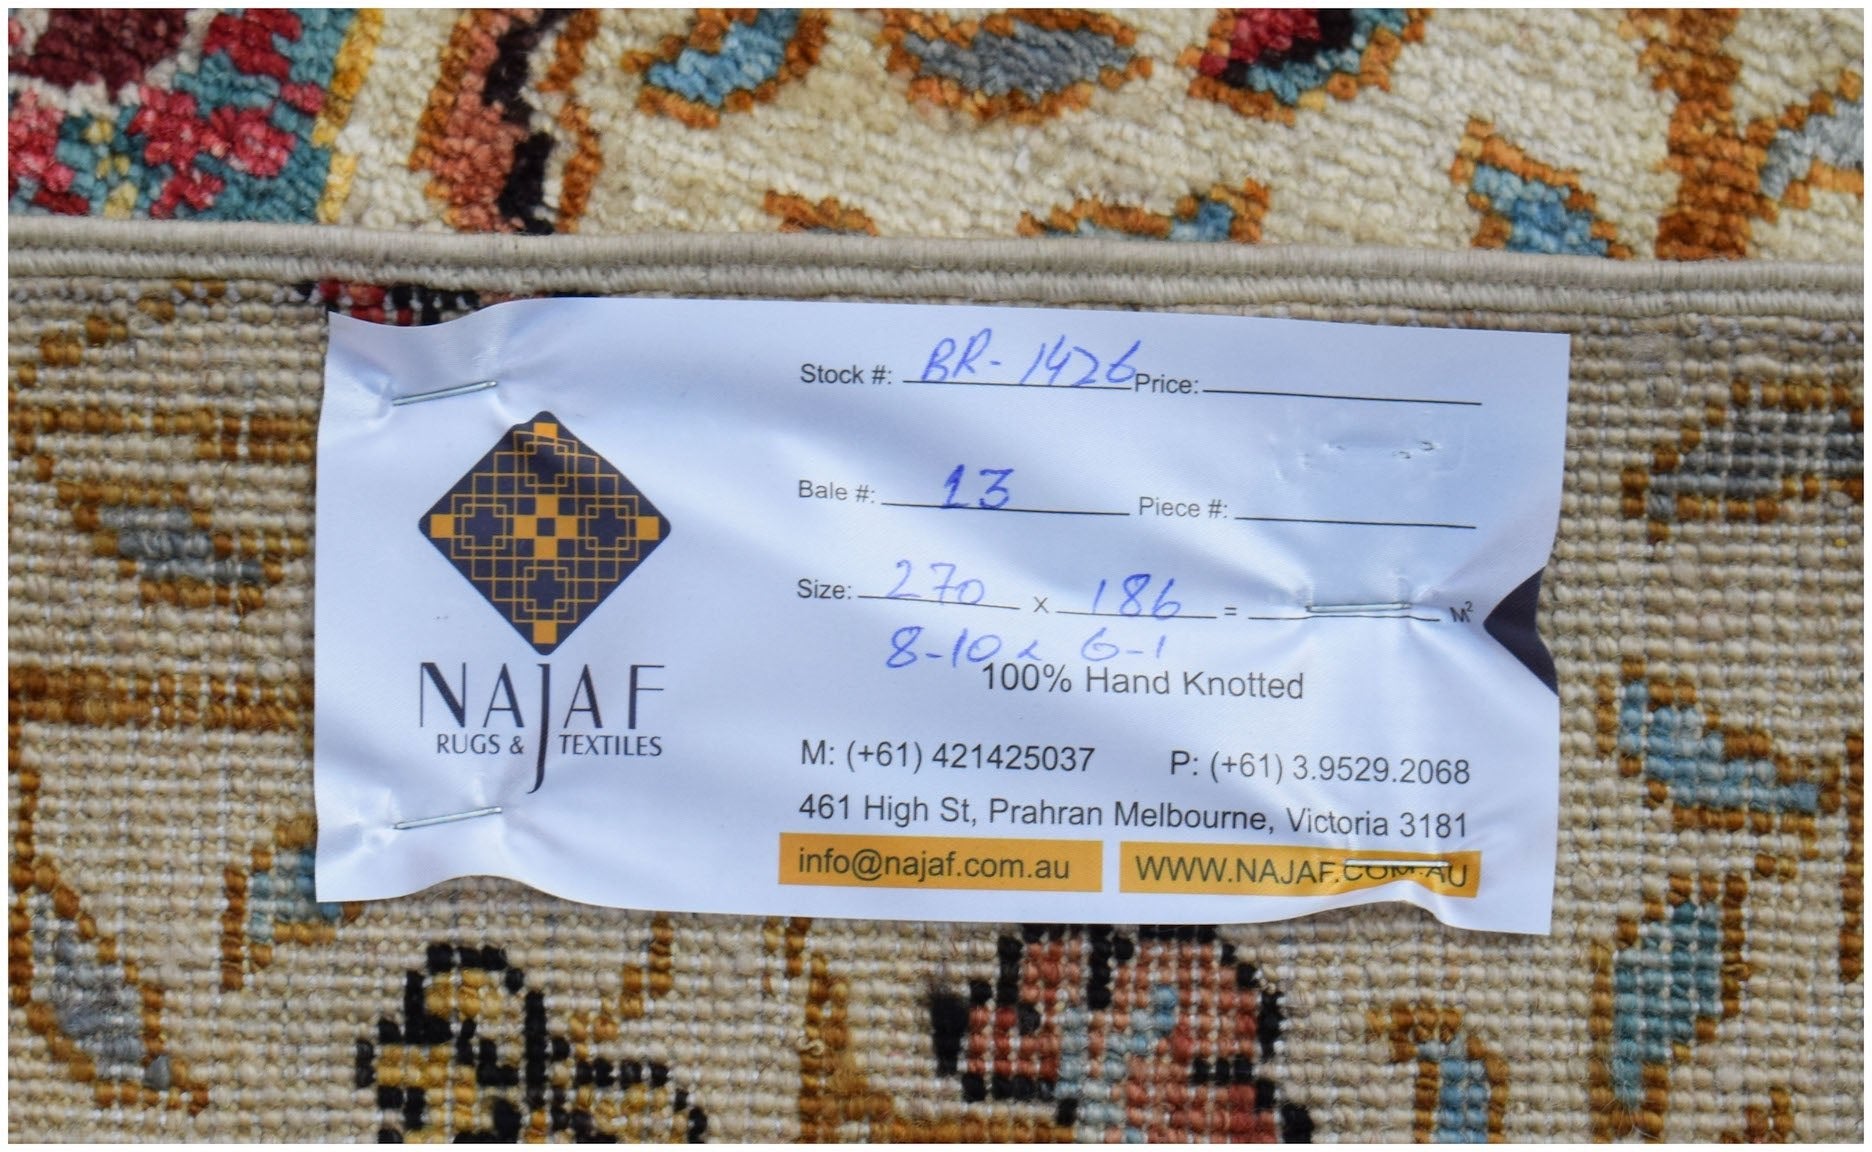 NAJAF
RUGS & TEXTILES
Stock #: BR-1426 Price:
Bale #: 13 Piece #:
Size: 270 x 186 = M²
8-10 x 6-1
100% Hand Knotted
M: (+61) 421425037 P: (+61) 3.9529.2068
461 High St, Prahran Melbourne, Victoria 3181
info@najaf.com.au WWW.NAJAF.COM.AU